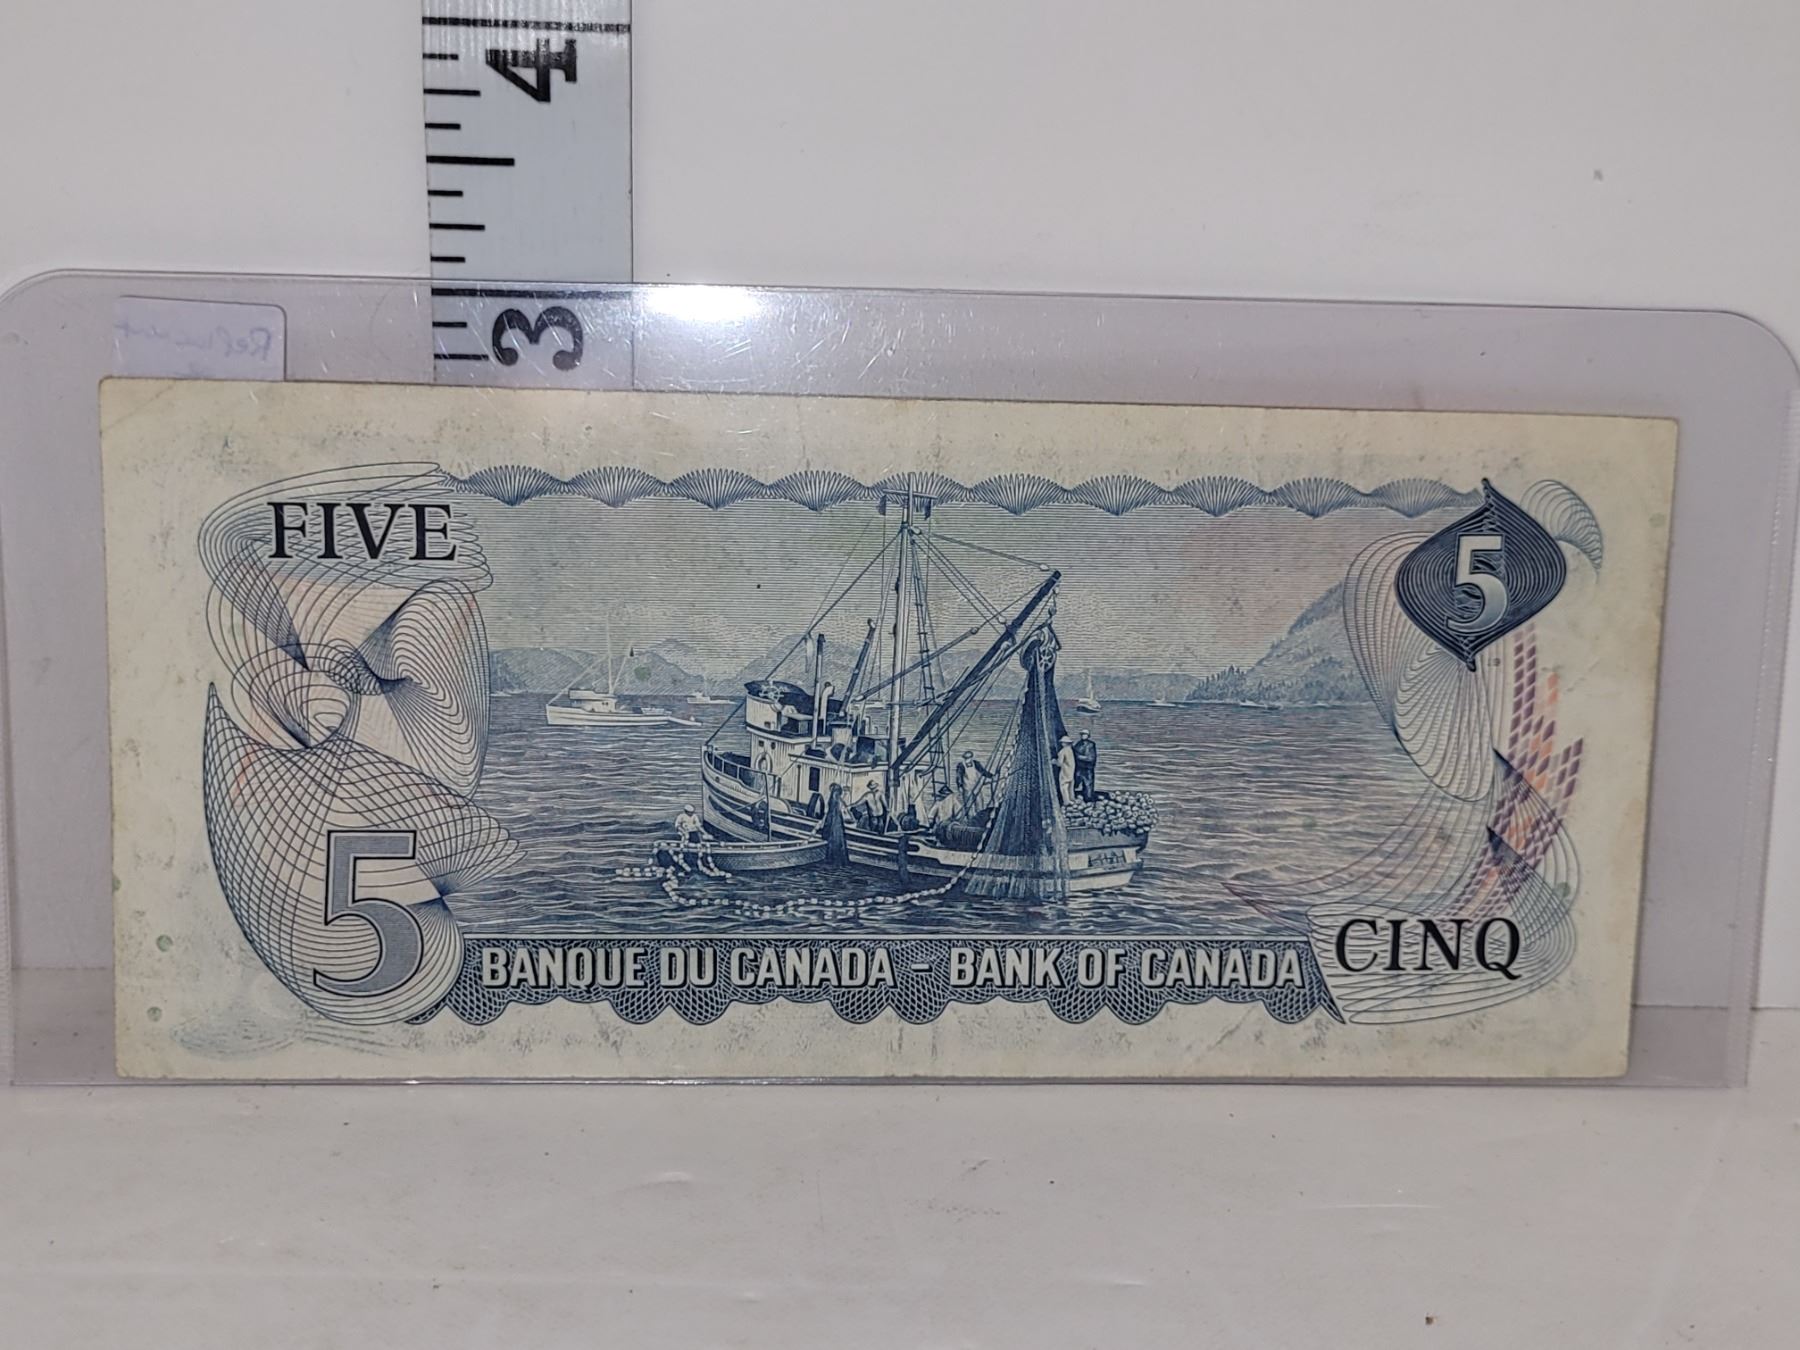 4
3
FIVE
5
5
BANQUE DU CANADA – BANK OF CANADA
CINQ